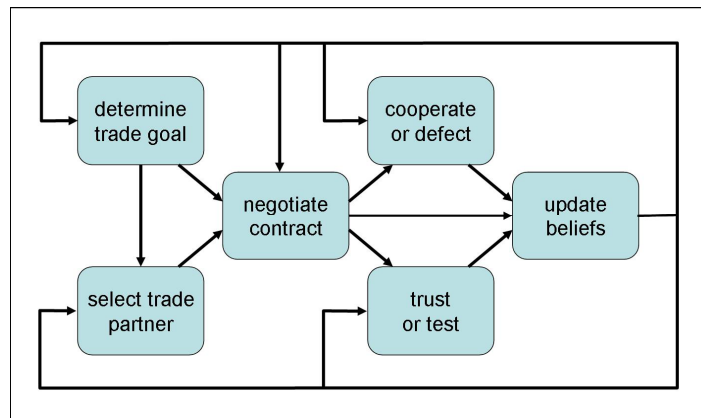 determine
trade goal
cooperate
or defect
negotiate
contract
update
beliefs
select trade
partner
trust
or test